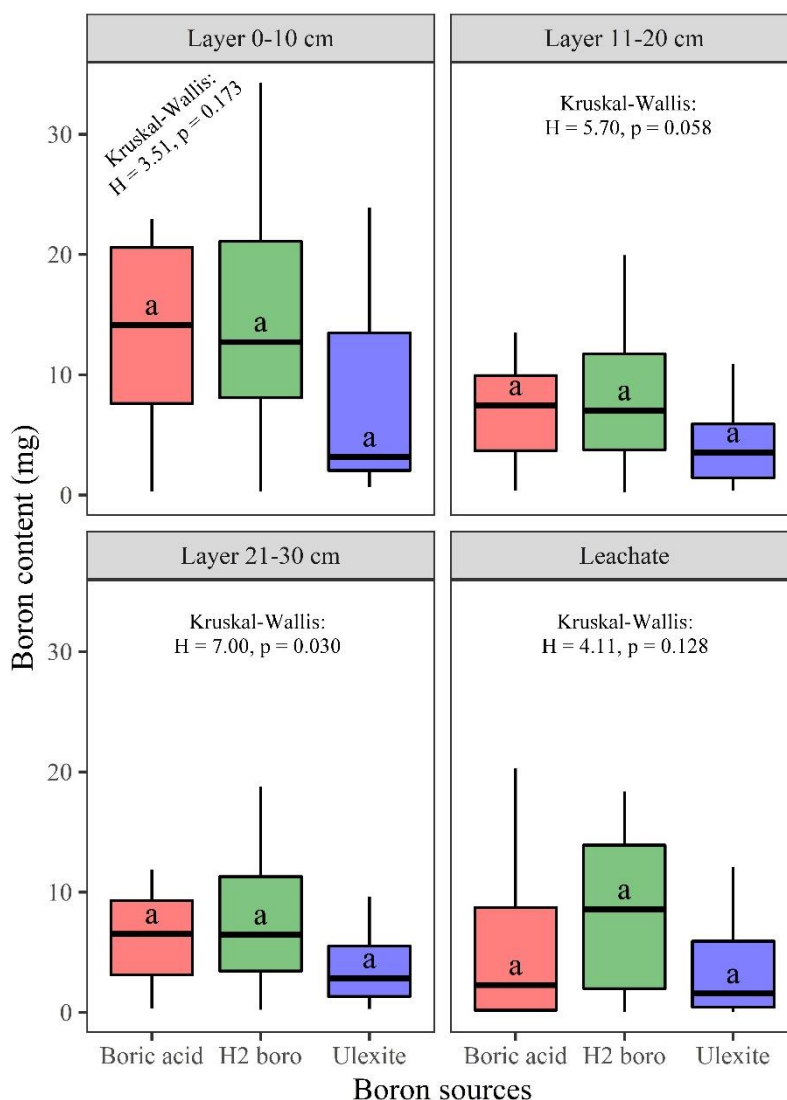 Layer 0-10 cm
Layer 11-20 cm
Kruskal-Wallis:
H = 3.51, p = 0.173
Kruskal-Wallis:
H = 5.70, p = 0.058
30
20
10
0
a
a
a
a
a
a
Layer 21-30 cm
Leachate
Kruskal-Wallis:
H = 7.00, p = 0.030
Kruskal-Wallis:
H = 4.11, p = 0.128
30
20
10
0
a
a
a
a
a
a
Boron content (mg)
Boric acid
H2 boro
Ulexite
Boric acid
H2 boro
Ulexite
Boron sources